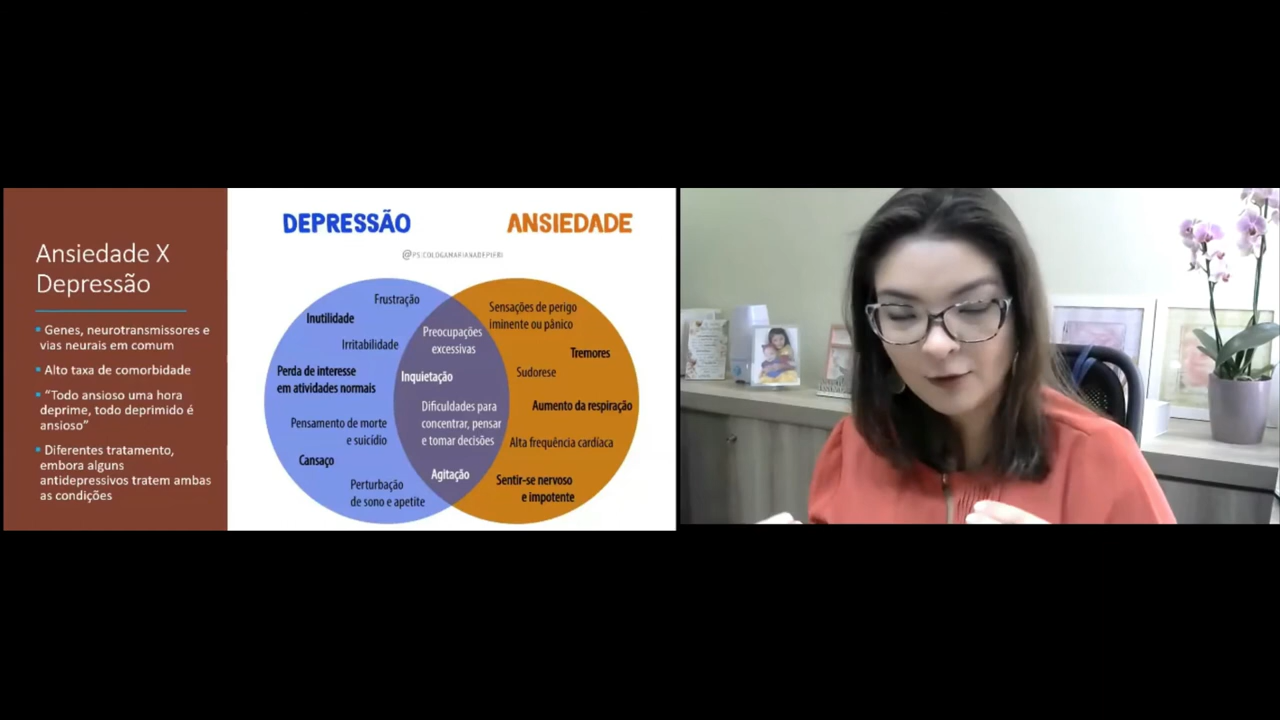 Ansiedade X
Depressão
Genes, neurotransmissores e
vias neurais em comum
Alto taxa de comorbidade
“Todo ansioso uma hora
deprime, todo deprimido é
ansioso”
Diferentes tratamento,
embora alguns
antidepressivos tratem ambas
as condições
DEPRESSÃO
ANSIEDADE
Frustração
Inutilidade
Irritabilidade
Perda de interesse
em atividades normais
Pensamento de morte
e suicídio
Cansaço
Perturbação
de sono e apetite
Preocupações
excessivas
Inquietação
Dificuldades para
concentrar, pensar
e tomar decisões
Agitação
Sensações de perigo
iminente ou pânico
Tremores
Sudorese
Aumento da respiração
Alta frequência cardíaca
Sentir-se nervoso
e impotente